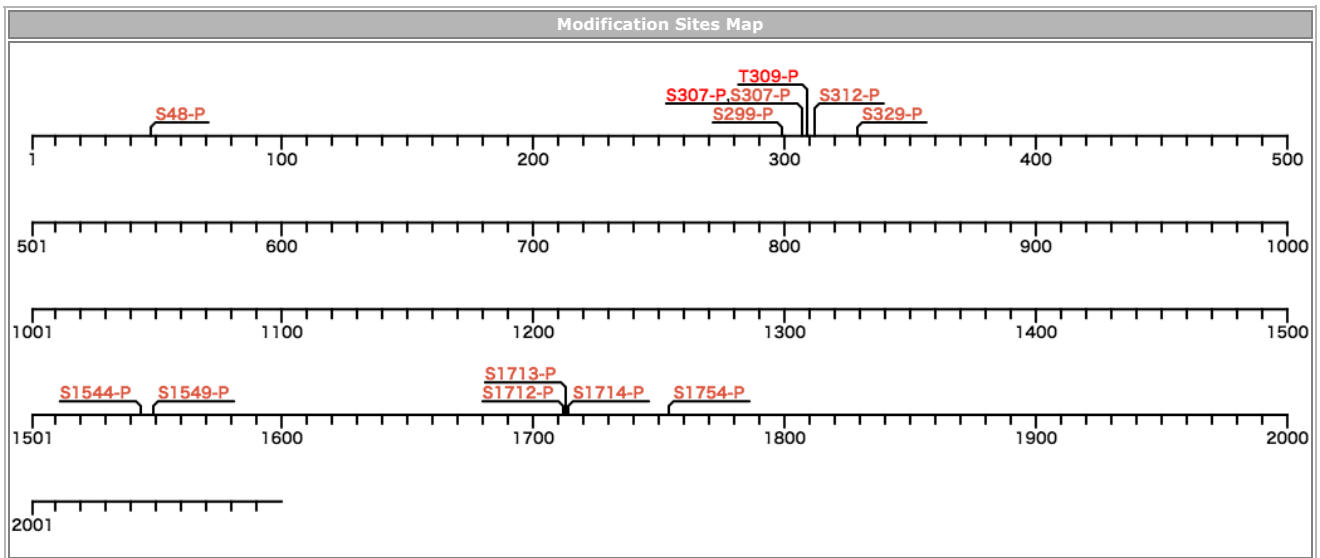 Modification Sites Map
T309-P
S307-P,S307-P S312-P
S48-P S299-P S329-P
1 100 200 300 400 500
501 600 700 800 900 1000
1001 1100 1200 1300 1400 1500
S1713-P
S1544-P S1549-P S1712-P S1714-P S1754-P
1501 1600 1700 1800 1900 2000
2001